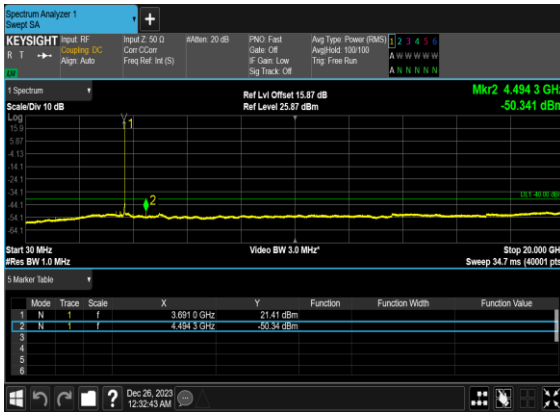 Spectrum Analyzer 1
Swept SA
+
KEYSIGHT Input: RF Input Z: 50 Ω #Atten: 20 dB PNO: Fast Avg Type: Power (RMS) 1 2 3 4 5 6
R T Coupling: DC Corr CCorr Gate: Off Avg|Hold: 100/100 A W W W W W
Align: Auto Freq Ref: Int (S) IF Gain: Low Trig: Free Run
Sig Track: Off A N N N N N
1 Spectrum
Scale/Div 10 dB Ref Lvl Offset 15.87 dB Mkr2 4.494 3 GHz
Ref Level 25.87 dBm -50.341 dBm
Log
15.9
5.87
-4.13
-14.1
-24.1
-34.1
-44.1
-54.1
-64.1
1
2
DL1 -40.00 dBm
Start 30 MHz Video BW 3.0 MHz* Stop 20.000 GHz
#Res BW 1.0 MHz Sweep 34.7 ms (40001 pts)
5 Marker Table
Mode Trace Scale X Y Function Function Width Function Value
1 N 1 f 3.691 0 GHz 21.41 dBm
2 N 1 f 4.494 3 GHz -50.34 dBm
3
4
5
6
? Dec 26, 2023
12:32:43 AM